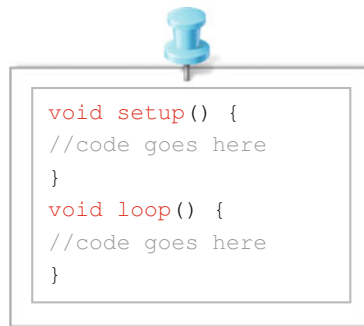 void setup() {
//code goes here
}
void loop() {
//code goes here
}